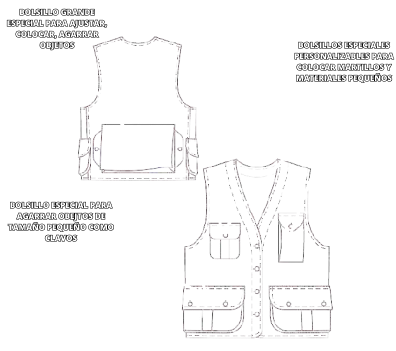 BOLSILLO GRANDE
ESPECIAL PARA AJUSTAR,
COLOCAR, AGARRAR
OBJETOS
BOLSILLOS ESPECIALES
PERSONALIZABLES PARA
COLOCAR MARTILLOS Y
MATERIALES PEQUEÑOS
BOLSILLO ESPECIAL PARA
AGARRAR OBEJTOS DE
TAMAÑO PEQUEÑO COMO
CLAVOS